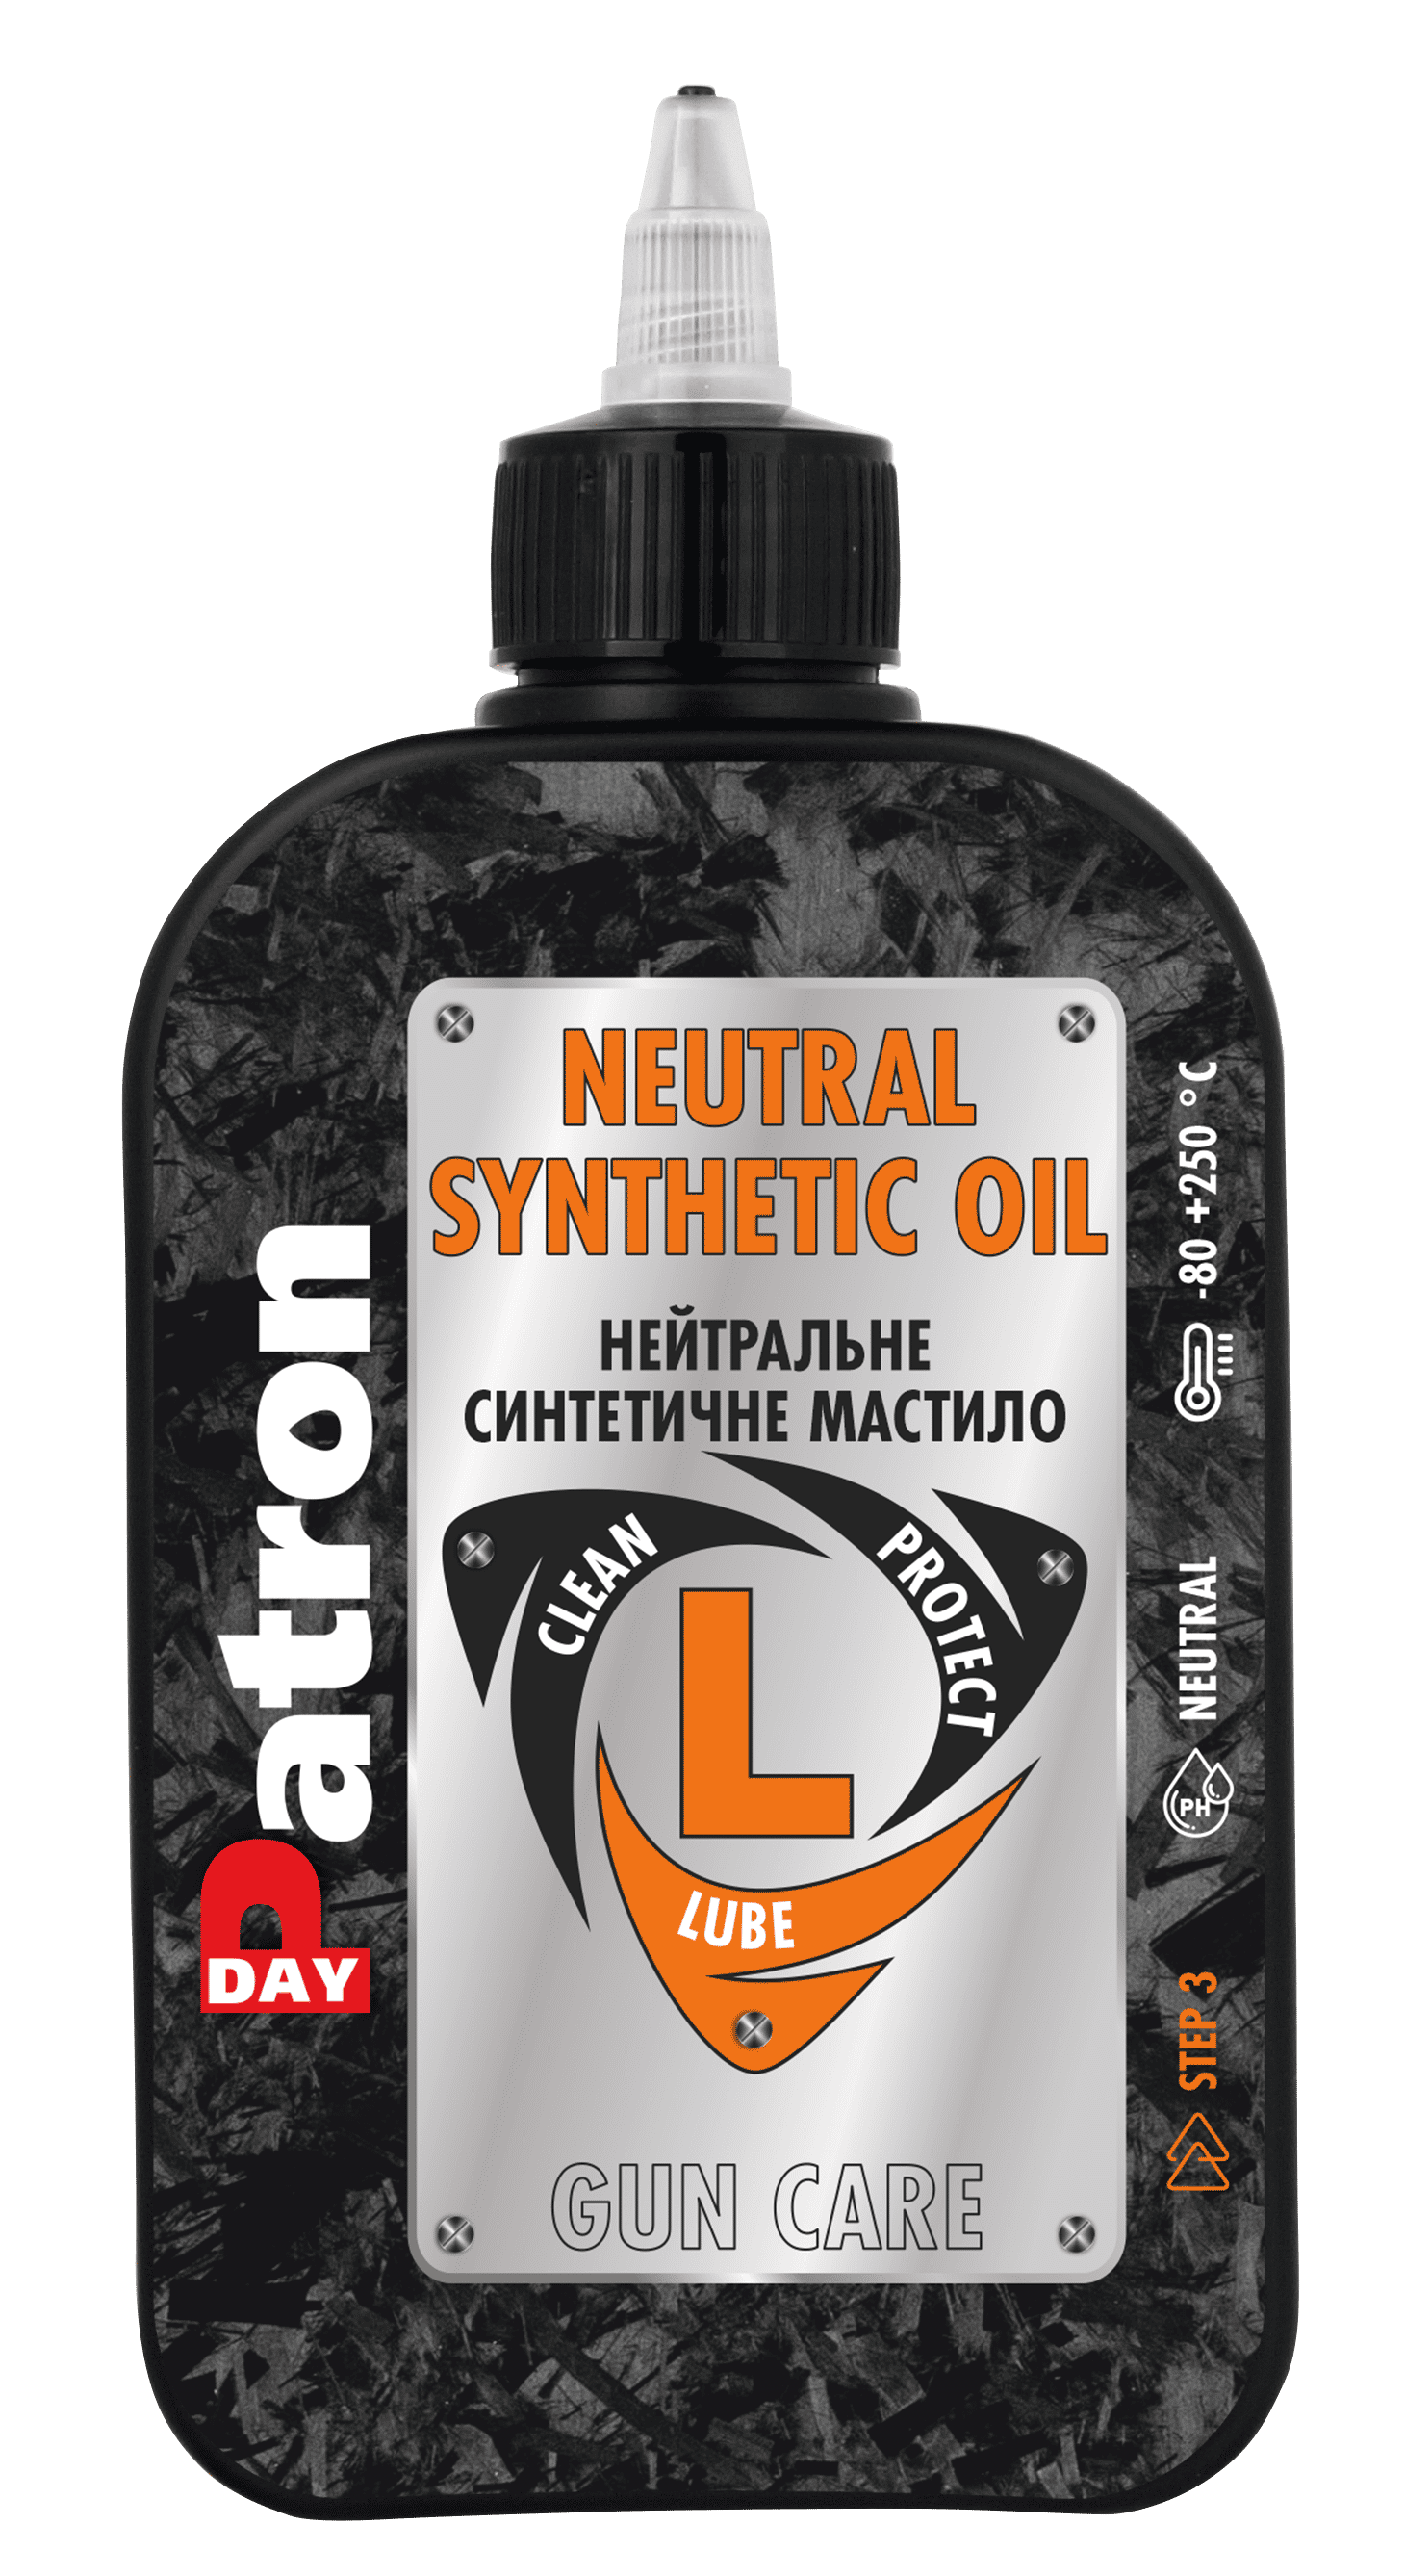 NEUTRAL
SYNTHETIC OIL
НЕЙТРАЛЬНЕ
СИНТЕТИЧНЕ МАСТИЛО
CLEAN
PROTECT
L
LUBE
GUN CARE
Patron
DAY
-80 +250 °C
NEUTRAL
PH
STEP 3